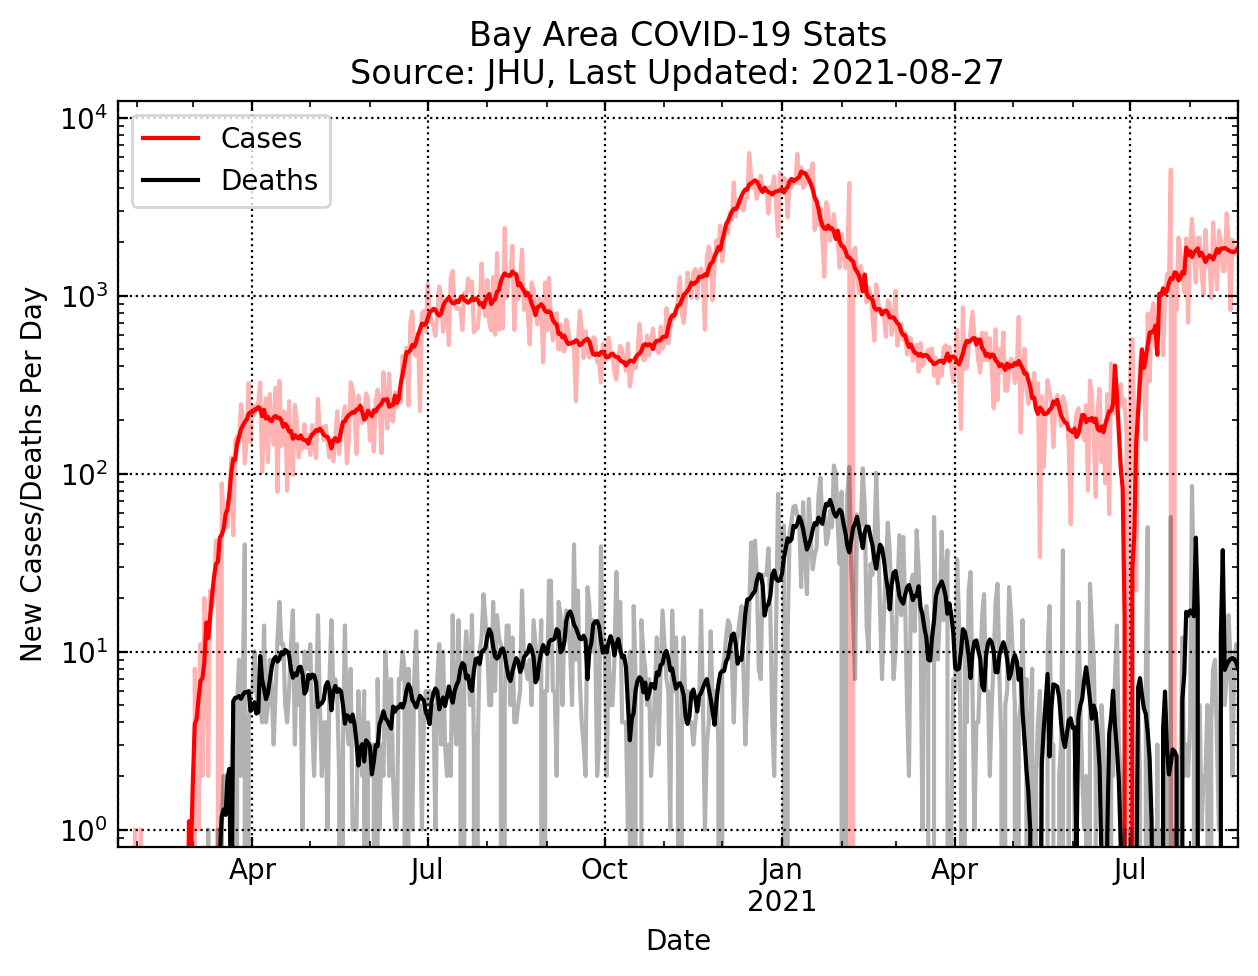 Bay Area COVID-19 Stats
Source: JHU, Last Updated: 2021-08-27
Cases
Deaths
New Cases/Deaths Per Day
10⁴
10³
10²
10¹
10⁰
Apr Jul Oct Jan Apr Jul
2021
Date